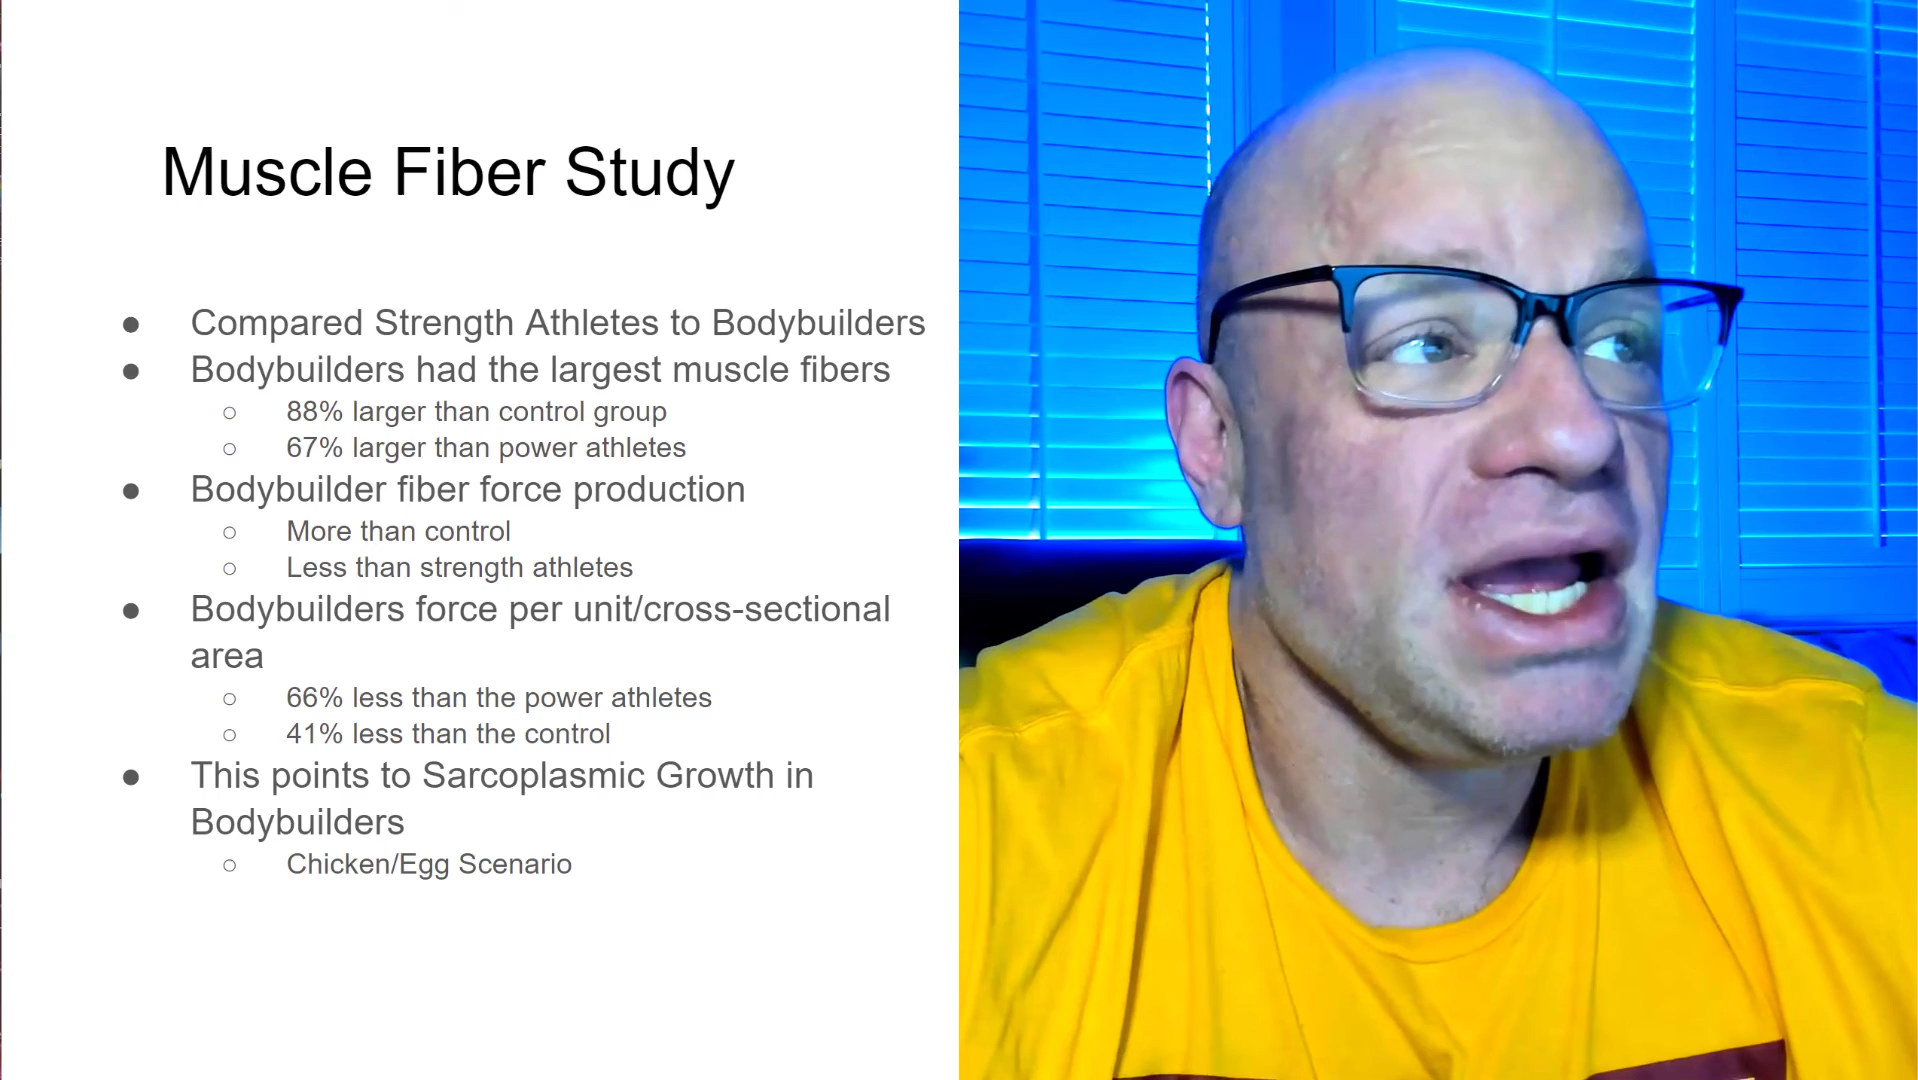 Muscle Fiber Study
● Compared Strength Athletes to Bodybuilders
● Bodybuilders had the largest muscle fibers
○ 88% larger than control group
○ 67% larger than power athletes
● Bodybuilder fiber force production
○ More than control
○ Less than strength athletes
● Bodybuilders force per unit/cross-sectional
area
○ 66% less than the power athletes
○ 41% less than the control
● This points to Sarcoplasmic Growth in
Bodybuilders
○ Chicken/Egg Scenario